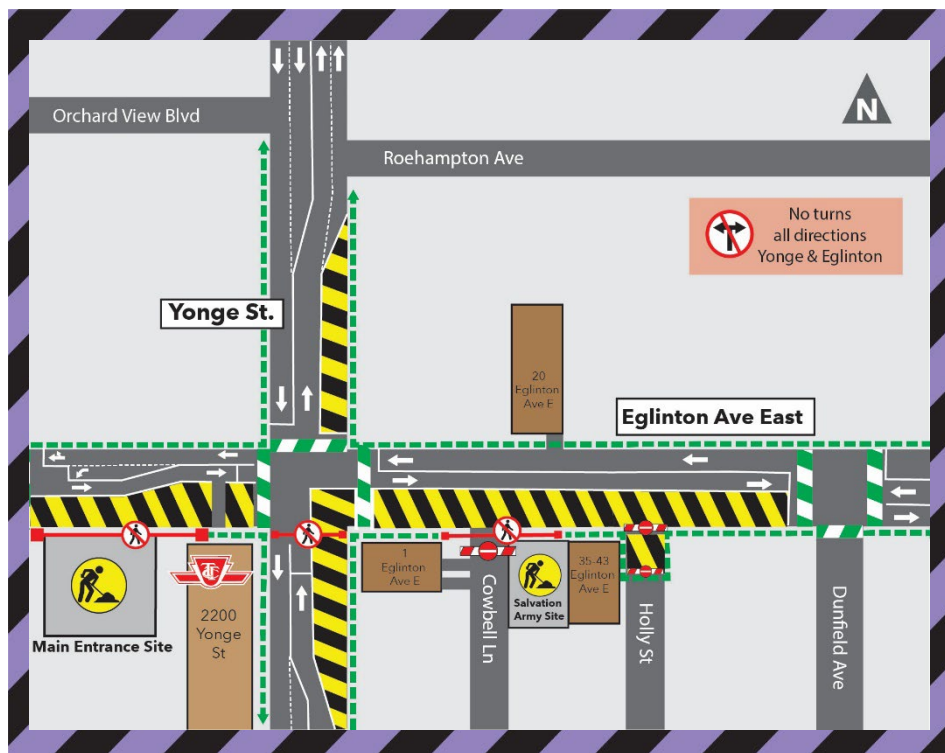 Orchard View Blvd
N
Roehampton Ave
No turns
all directions
Yonge & Eglinton
Yonge St.
20
Eglinton
Ave E
Eglinton Ave East
TTC
1
Eglinton
Ave E
35-43
Eglinton
Ave E
Salvation
Army Site
Main Entrance Site
2200
Yonge
St
Cowbell Ln
Holly St
Dunfield Ave